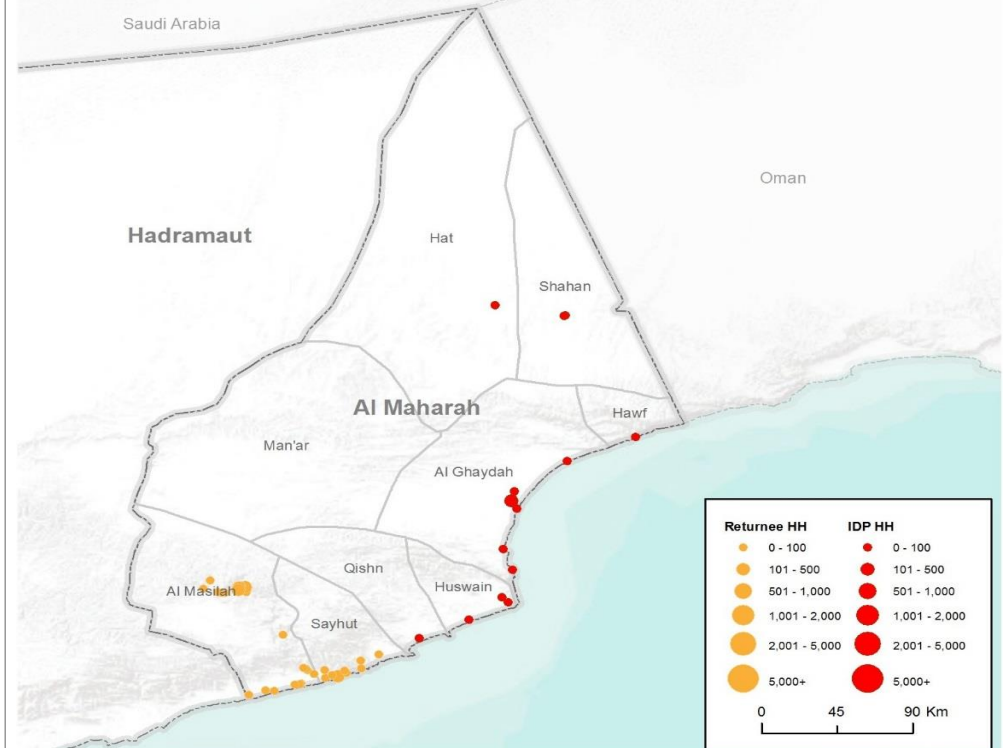 Saudi Arabia
Oman
Hadramaut
Hat
Shahan
Al Maharah
Hawf
Man'ar
Al Ghaydah
Qishn
Huswain
Al Masilah
Sayhut
Returnee HH IDP HH
0 - 100 0 - 100
101 - 500 101 - 500
501 - 1,000 501 - 1,000
1,001 - 2,000 1,001 - 2,000
2,001 - 5,000 2,001 - 5,000
5,000+ 5,000+
0 45 90 Km